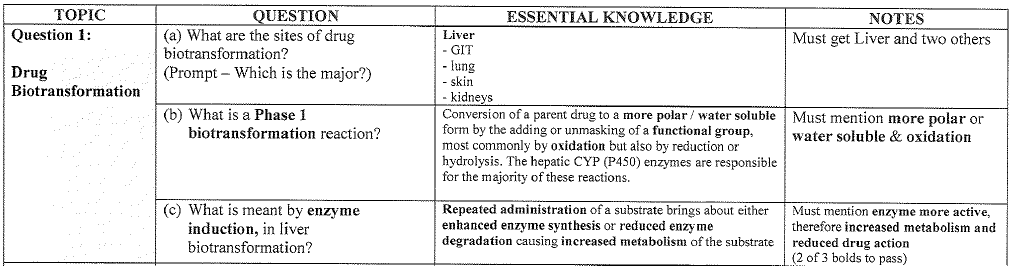 TOPIC
QUESTION
ESSENTIAL KNOWLEDGE
NOTES
Question 1:
Drug
Biotransformation
(a) What are the sites of drug
biotransformation?
(Prompt – Which is the major?)
Liver
- GIT
- lung
- skin
- kidneys
Must get Liver and two others
(b) What is a Phase 1
biotransformation reaction?
Conversion of a parent drug to a more polar / water soluble
form by the adding or unmasking of a functional group,
most commonly by oxidation but also by reduction or
hydrolysis. The hepatic CYP (P450) enzymes are responsible
for the majority of these reactions.
Must mention more polar or
water soluble & oxidation
(c) What is meant by enzyme
induction, in liver
biotransformation?
Repeated administration of a substrate brings about either
enhanced enzyme synthesis or reduced enzyme
degradation causing increased metabolism of the substrate
Must mention enzyme more active,
therefore increased metabolism and
reduced drug action
(2 of 3 bolds to pass)